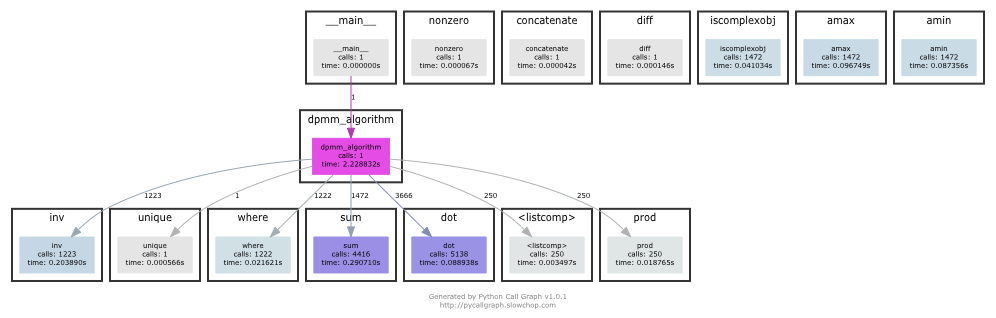 __main__
__main__
calls: 1
time: 0.000000s
nonzero
nonzero
calls: 1
time: 0.000067s
concatenate
concatenate
calls: 1
time: 0.000042s
diff
diff
calls: 1
time: 0.000146s
iscomplexobj
iscomplexobj
calls: 1472
time: 0.041034s
amax
amax
calls: 1472
time: 0.096749s
amin
amin
calls: 1472
time: 0.087356s
1
dpmm_algorithm
dpmm_algorithm
calls: 1
time: 2.228832s
1223
1
1222
1472
3666
250
250
inv
inv
calls: 1223
time: 0.203890s
unique
unique
calls: 1
time: 0.000566s
where
where
calls: 1222
time: 0.021621s
sum
sum
calls: 4416
time: 0.290710s
dot
dot
calls: 5138
time: 0.088938s
<listcomp>
<listcomp>
calls: 250
time: 0.003497s
prod
prod
calls: 250
time: 0.018765s
Generated by Python Call Graph v1.0.1
http://pycallgraph.slowchop.com